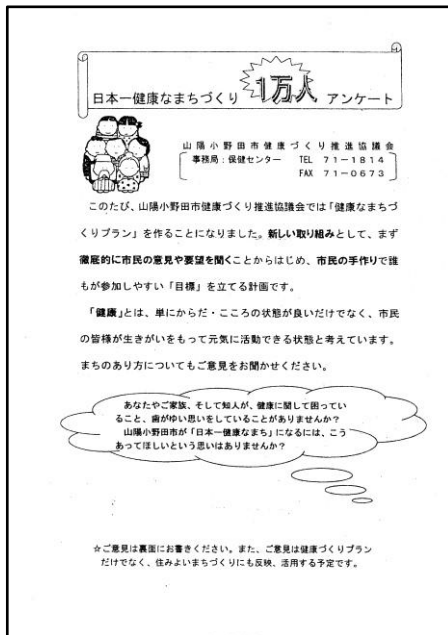 日本一健康なまちづくり 1万人 アンケート
山陽小野田市健康づくり推進協議会
事務局:保健センター TEL 71-1814
FAX 71-0673
このたび、山陽小野田市健康づくり推進協議会では「健康なまちづ
くりプラン」を作ることになりました。新しい取り組みとして、まず
徹底的に市民の意見や要望を聞くことからはじめ、市民の手作りで誰
もが参加しやすい「目標」を立てる計画です。
「健康」とは、単にからだ・こころの状態が良いだけでなく、市民
の皆様が生きがいをもって元気に活動できる状態と考えています。
まちのあり方についてもご意見をお聞かせください。
あなたやご家族、そして知人が、健康に関して困ってい
ること、歯がゆい思いをしていることがありませんか?
山陽小野田市が「日本一健康なまち」になるには、こう
あってほしいという思いはありませんか?
☆ご意見は裏面にお書きください。また、ご意見は健康づくりプラン
だけでなく、住みよいまちづくりにも反映、活用する予定です。